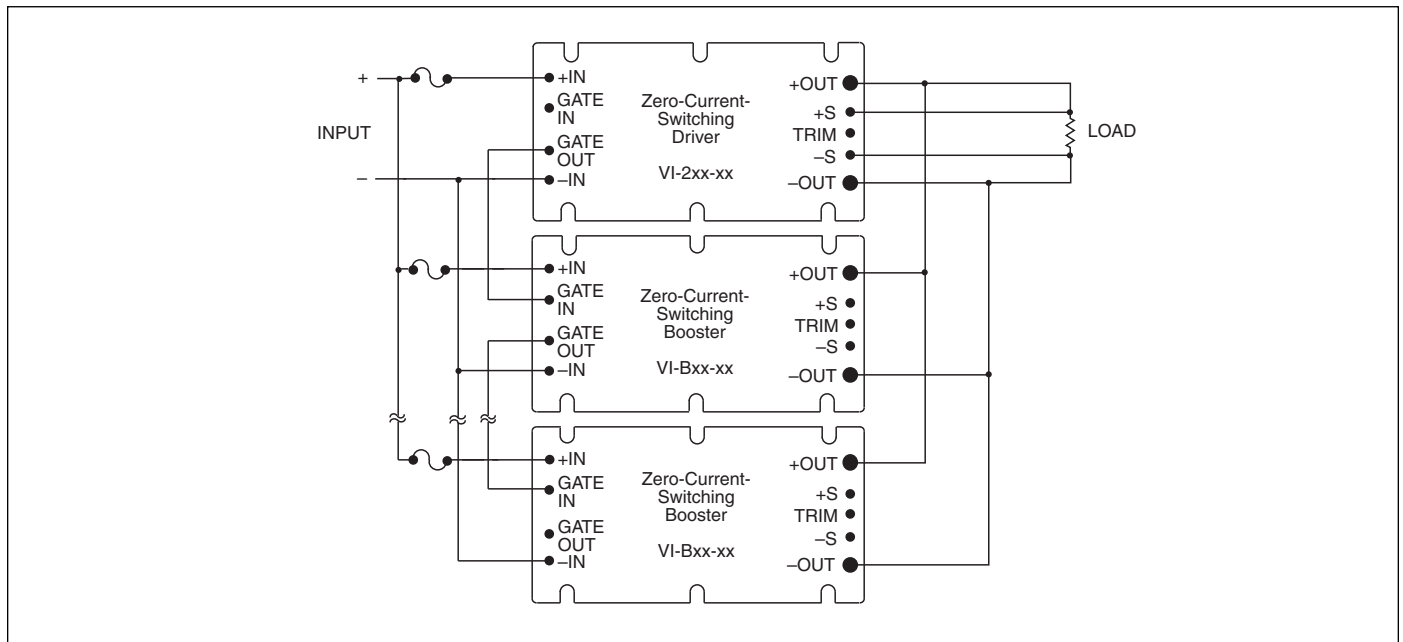 +
INPUT
–
+IN
GATE
IN
GATE
OUT
–IN
Zero-Current-
Switching
Driver
VI-2xx-xx
+OUT
+S
TRIM
–S
–OUT
LOAD
+IN
GATE
IN
GATE
OUT
–IN
Zero-Current-
Switching
Booster
VI-Bxx-xx
+OUT
+S
TRIM
–S
–OUT
+IN
GATE
IN
GATE
OUT
–IN
Zero-Current-
Switching
Booster
VI-Bxx-xx
+OUT
+S
TRIM
–S
–OUT